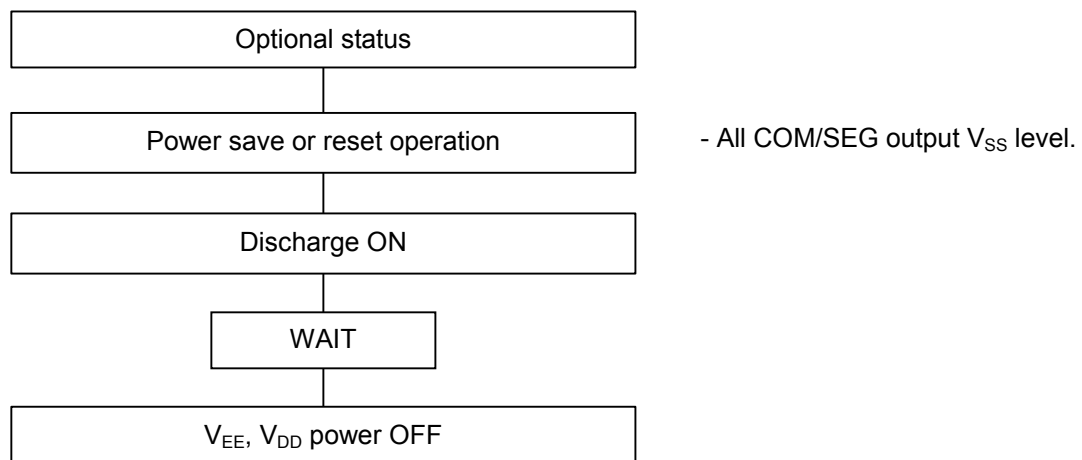 Optional status
Power save or reset operation
- All COM/SEG output VSS level.
Discharge ON
WAIT
VEE, VDD power OFF